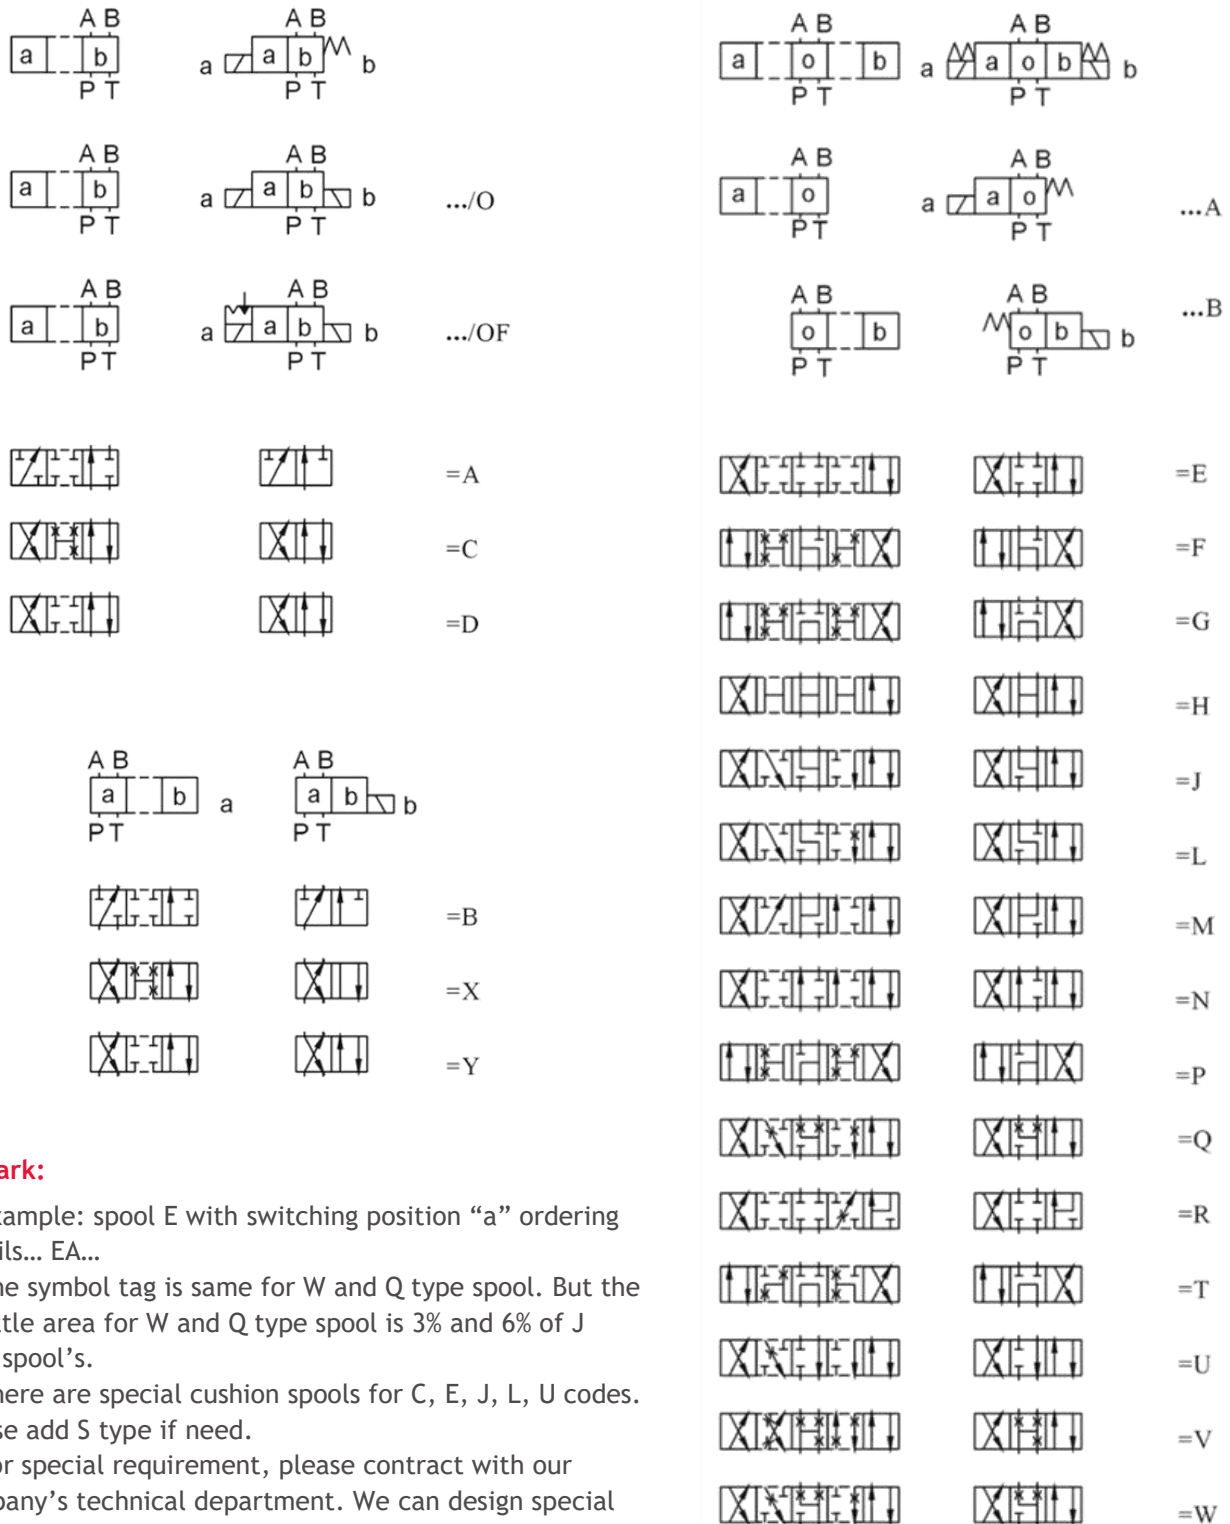 A B
a b
P T
A B
a a b b
P T
A B
a b
P T
A B
a a b b
P T
.../O
A B
a b
P T
A B
a a b b
P T
.../OF
=A
=C
=D
A B
a b a
P T
A B
a b b
P T
=B
=X
=Y
ark:
xample: spool E with switching position “a” ordering
ils… EA…
he symbol tag is same for W and Q type spool. But the
ttle area for W and Q type spool is 3% and 6% of J
spool’s.
here are special cushion spools for C, E, J, L, U codes.
se add S type if need.
or special requirement, please contract with our
pany’s technical department. We can design special
A B
a o b
P T
A B
a a o b b
P T
A B
a o
P T
A B
a a o
P T
...A
A B
o b
P T
A B
o b b
P T
...B
=E
=F
=G
=H
=J
=L
=M
=N
=P
=Q
=R
=T
=U
=V
=W